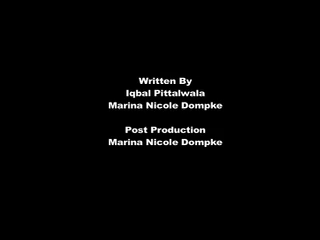 Written By
Iqbal Pittalwala
Marina Nicole Dompke
Post Production
Marina Nicole Dompke